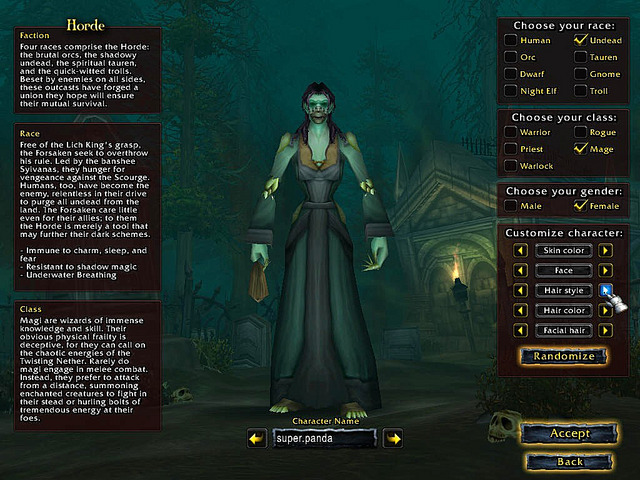 Horde
Faction
Four races comprise the Horde:
the brutal orcs, the shadowy
undead, the spiritual tauren,
and the quick-witted trolls.
Beset by enemies on all sides,
these outcasts have forged a
union they hope will ensure
their mutual survival.
Race
Free of the Lich King's grasp,
the Forsaken seek to overthrow
his rule. Led by the banshee
Sylvanas, they hunger for
vengeance against the Scourge.
Humans, too, have become the
enemy, relentless in their drive
to purge all undead from the
land. The Forsaken care little
even for their allies; to them
the Horde is merely a tool that
may further their dark schemes.
- Immune to charm, sleep, and
fear
- Resistant to shadow magic
- Underwater Breathing
Class
Magi are wizards of immense
knowledge and skill. Their
obvious physical frailty is
deceptive, for they can call on
the chaotic energies of the
Twisting Nether. Rarely do
magi engage in melee combat.
Instead, they prefer to attack
from a distance, summoning
enchanted creatures to fight in
their stead or hurling bolts of
tremendous energy at their
foes.
Character Name
super.panda
Choose your race:
Human Undead
Orc Tauren
Dwarf Gnome
Night Elf Troll
Choose your class:
Warrior Rogue
Priest Mage
Warlock
Choose your gender:
Male Female
Customize character:
Skin color
Face
Hair style
Hair color
Facial hair
Randomize
Accept
Back